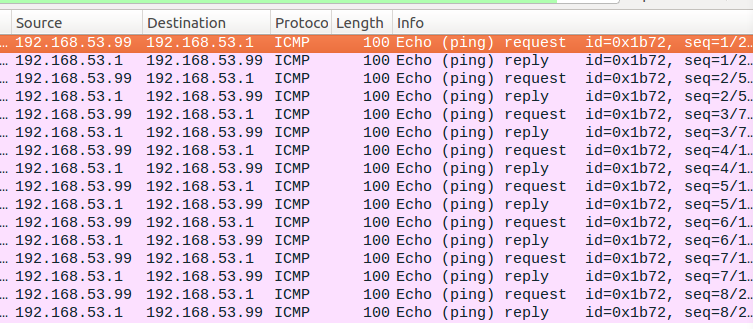 Source Destination Protoco Length Info
… 192.168.53.99 192.168.53.1 ICMP 100 Echo (ping) request id=0x1b72, seq=1/2…
… 192.168.53.1 192.168.53.99 ICMP 100 Echo (ping) reply id=0x1b72, seq=1/2…
… 192.168.53.99 192.168.53.1 ICMP 100 Echo (ping) request id=0x1b72, seq=2/5…
… 192.168.53.1 192.168.53.99 ICMP 100 Echo (ping) reply id=0x1b72, seq=2/5…
… 192.168.53.99 192.168.53.1 ICMP 100 Echo (ping) request id=0x1b72, seq=3/7…
… 192.168.53.1 192.168.53.99 ICMP 100 Echo (ping) reply id=0x1b72, seq=3/7…
… 192.168.53.99 192.168.53.1 ICMP 100 Echo (ping) request id=0x1b72, seq=4/1…
… 192.168.53.1 192.168.53.99 ICMP 100 Echo (ping) reply id=0x1b72, seq=4/1…
… 192.168.53.99 192.168.53.1 ICMP 100 Echo (ping) request id=0x1b72, seq=5/1…
… 192.168.53.1 192.168.53.99 ICMP 100 Echo (ping) reply id=0x1b72, seq=5/1…
… 192.168.53.99 192.168.53.1 ICMP 100 Echo (ping) request id=0x1b72, seq=6/1…
… 192.168.53.1 192.168.53.99 ICMP 100 Echo (ping) reply id=0x1b72, seq=6/1…
… 192.168.53.99 192.168.53.1 ICMP 100 Echo (ping) request id=0x1b72, seq=7/1…
… 192.168.53.1 192.168.53.99 ICMP 100 Echo (ping) reply id=0x1b72, seq=7/1…
… 192.168.53.99 192.168.53.1 ICMP 100 Echo (ping) request id=0x1b72, seq=8/2…
… 192.168.53.1 192.168.53.99 ICMP 100 Echo (ping) reply id=0x1b72, seq=8/2…